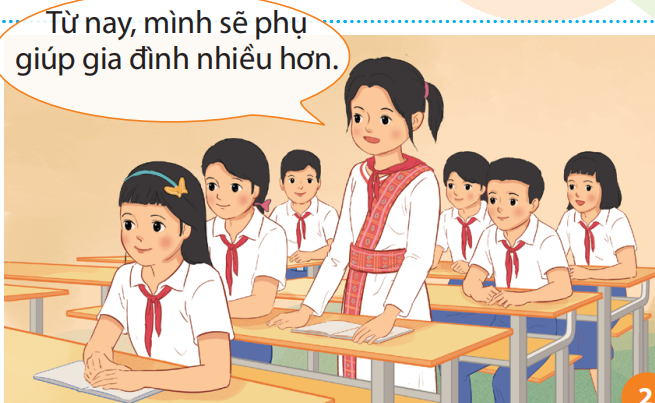 Từ nay, mình sẽ phụ
giúp gia đình nhiều hơn.
2